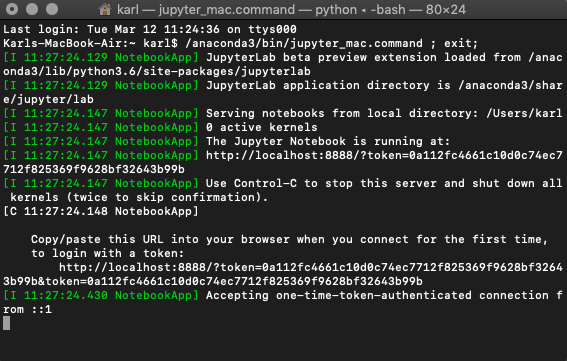 karl — jupyter_mac.command — python ◂ -bash — 80×24
Last login: Tue Mar 12 11:24:36 on ttys000
Karls-MacBook-Air:~ karl$ /anaconda3/bin/jupyter_mac.command ; exit;
[I 11:27:24.129 NotebookApp] JupyterLab beta preview extension loaded from /anac
onda3/lib/python3.6/site-packages/jupyterlab
[I 11:27:24.129 NotebookApp] JupyterLab application directory is /anaconda3/shar
e/jupyter/lab
[I 11:27:24.147 NotebookApp] Serving notebooks from local directory: /Users/karl
[I 11:27:24.147 NotebookApp] 0 active kernels
[I 11:27:24.147 NotebookApp] The Jupyter Notebook is running at:
[I 11:27:24.147 NotebookApp] http://localhost:8888/?token=0a112fc4661c10d0c74ec7
712f825369f9628bf32643b99b
[I 11:27:24.147 NotebookApp] Use Control-C to stop this server and shut down all
 kernels (twice to skip confirmation).
[C 11:27:24.148 NotebookApp]
    Copy/paste this URL into your browser when you connect for the first time,
    to login with a token:
        http://localhost:8888/?token=0a112fc4661c10d0c74ec7712f825369f9628bf3264
3b99b&token=0a112fc4661c10d0c74ec7712f825369f9628bf32643b99b
[I 11:27:24.430 NotebookApp] Accepting one-time-token-authenticated connection f
rom ::1